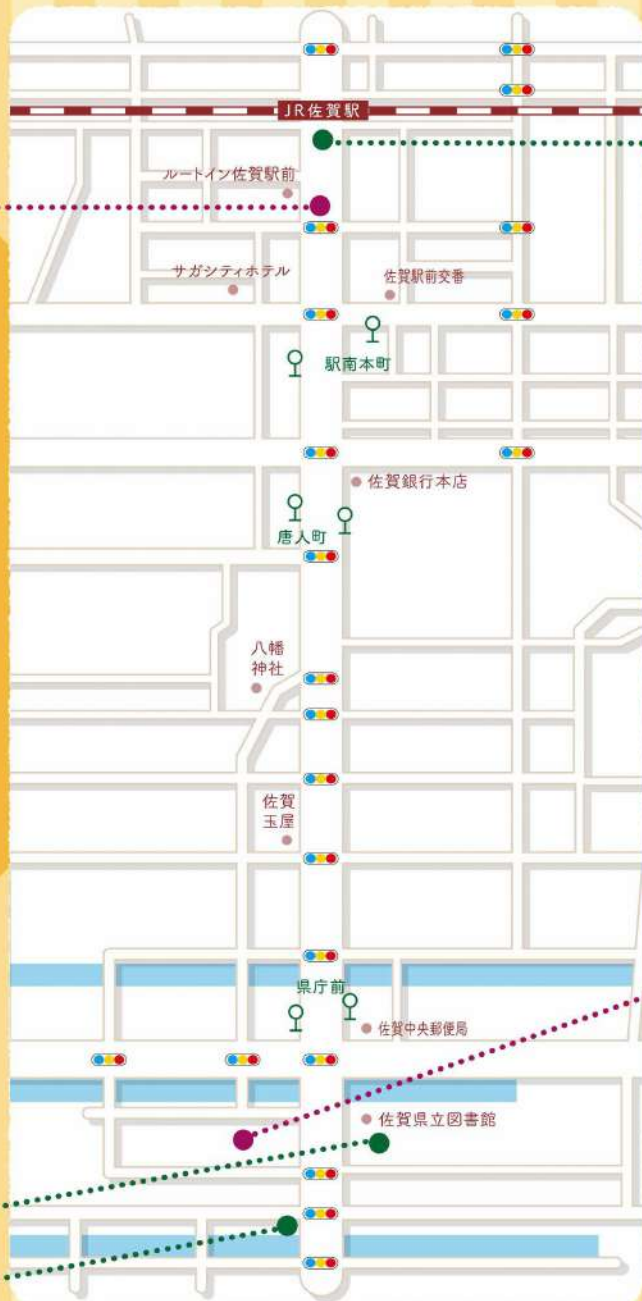 JR佐賀駅
ルートイン佐賀駅前
サガシティホテル
佐賀駅前交番
駅南本町
佐賀銀行本店
唐人町
八幡
神社
佐賀
玉屋
県庁前
佐賀中央郵便局
佐賀県立図書館